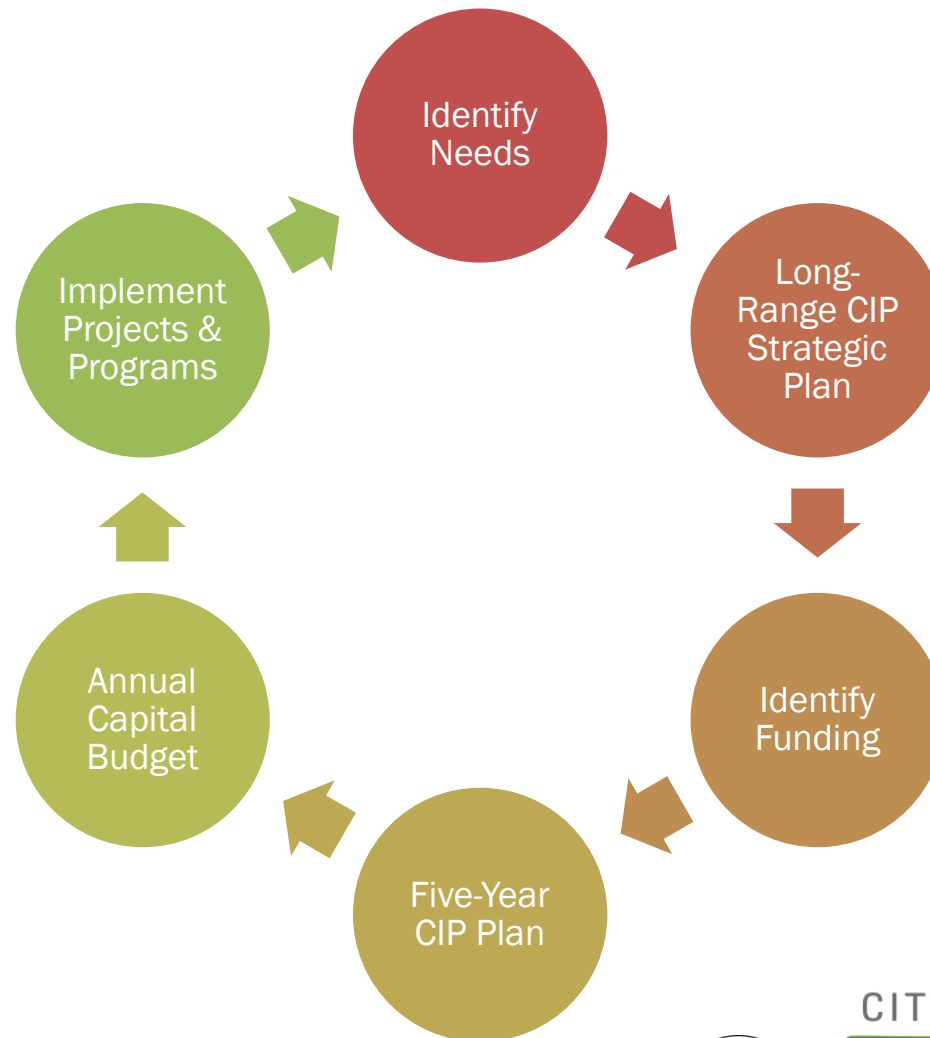 Identify
Needs
Long-
Range CIP
Strategic
Plan
Identify
Funding
Five-Year
CIP Plan
Annual
Capital
Budget
Implement
Projects &
Programs
CIT